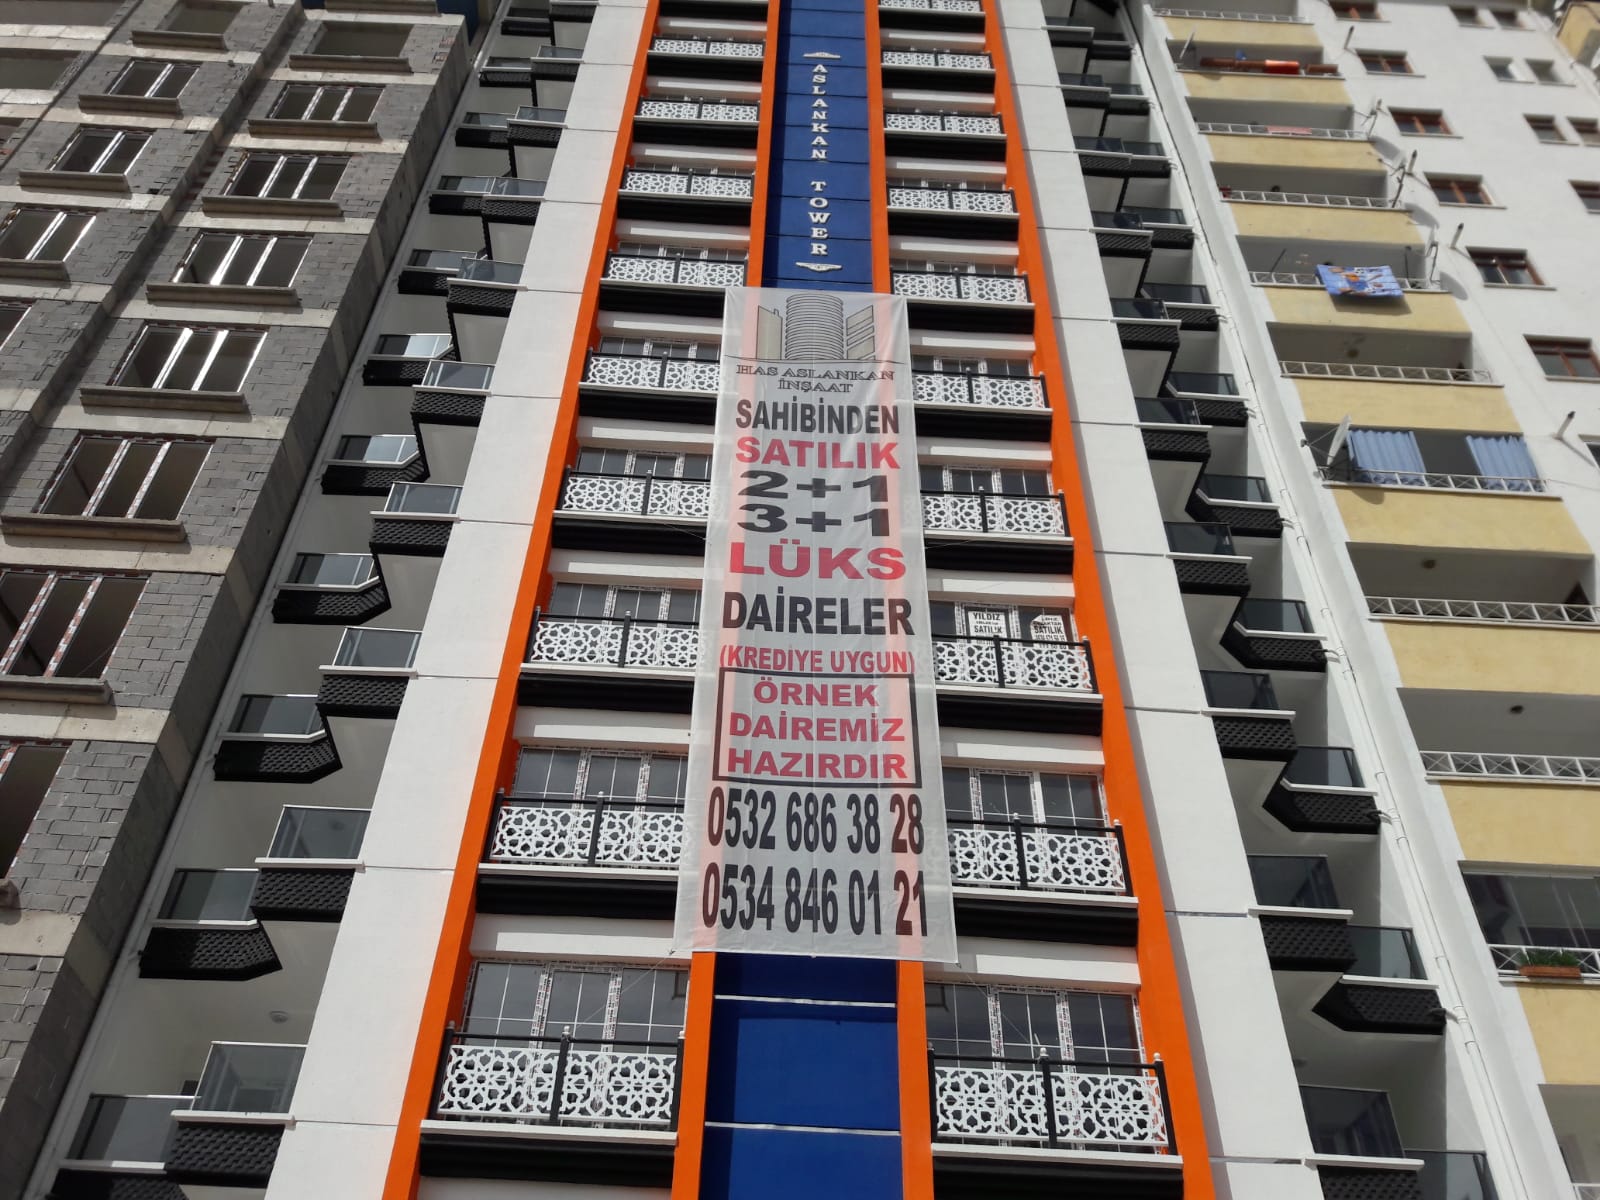 ASLANKAN TOWER
HAS ASLANKAN
İNŞAAT
SAHİBİNDEN
SATILIK
2+1
3+1
LÜKS
DAİRELER
(KREDİYE UYGUN)
ÖRNEK
DAİREMİZ
HAZIRDIR
0532 686 38 28
0534 846 01 21
YILDIZ
SATILIK
SATILIK